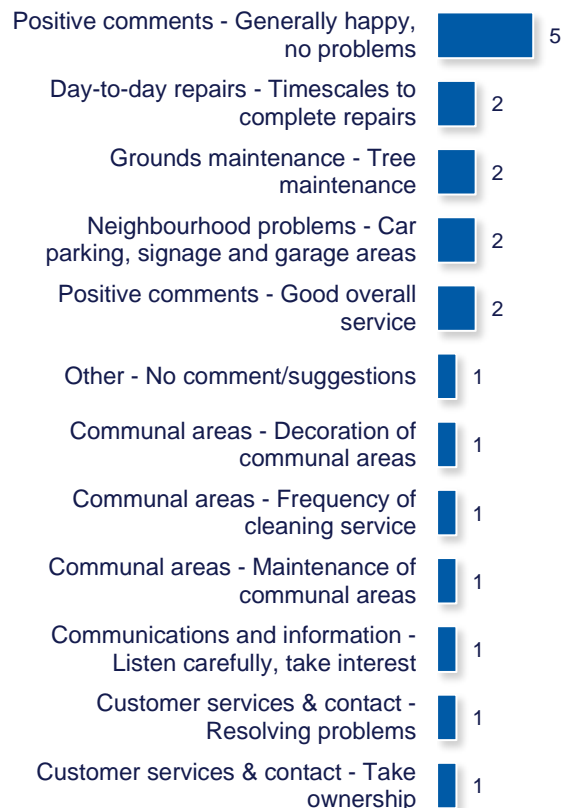 Positive comments - Generally happy,
no problems
5
Day-to-day repairs - Timescales to
complete repairs
2
Grounds maintenance - Tree
maintenance
2
Neighbourhood problems - Car
parking, signage and garage areas
2
Positive comments - Good overall
service
2
Other - No comment/suggestions
1
Communal areas - Decoration of
communal areas
1
Communal areas - Frequency of
cleaning service
1
Communal areas - Maintenance of
communal areas
1
Communications and information -
Listen carefully, take interest
1
Customer services & contact -
Resolving problems
1
Customer services & contact - Take
ownership
1